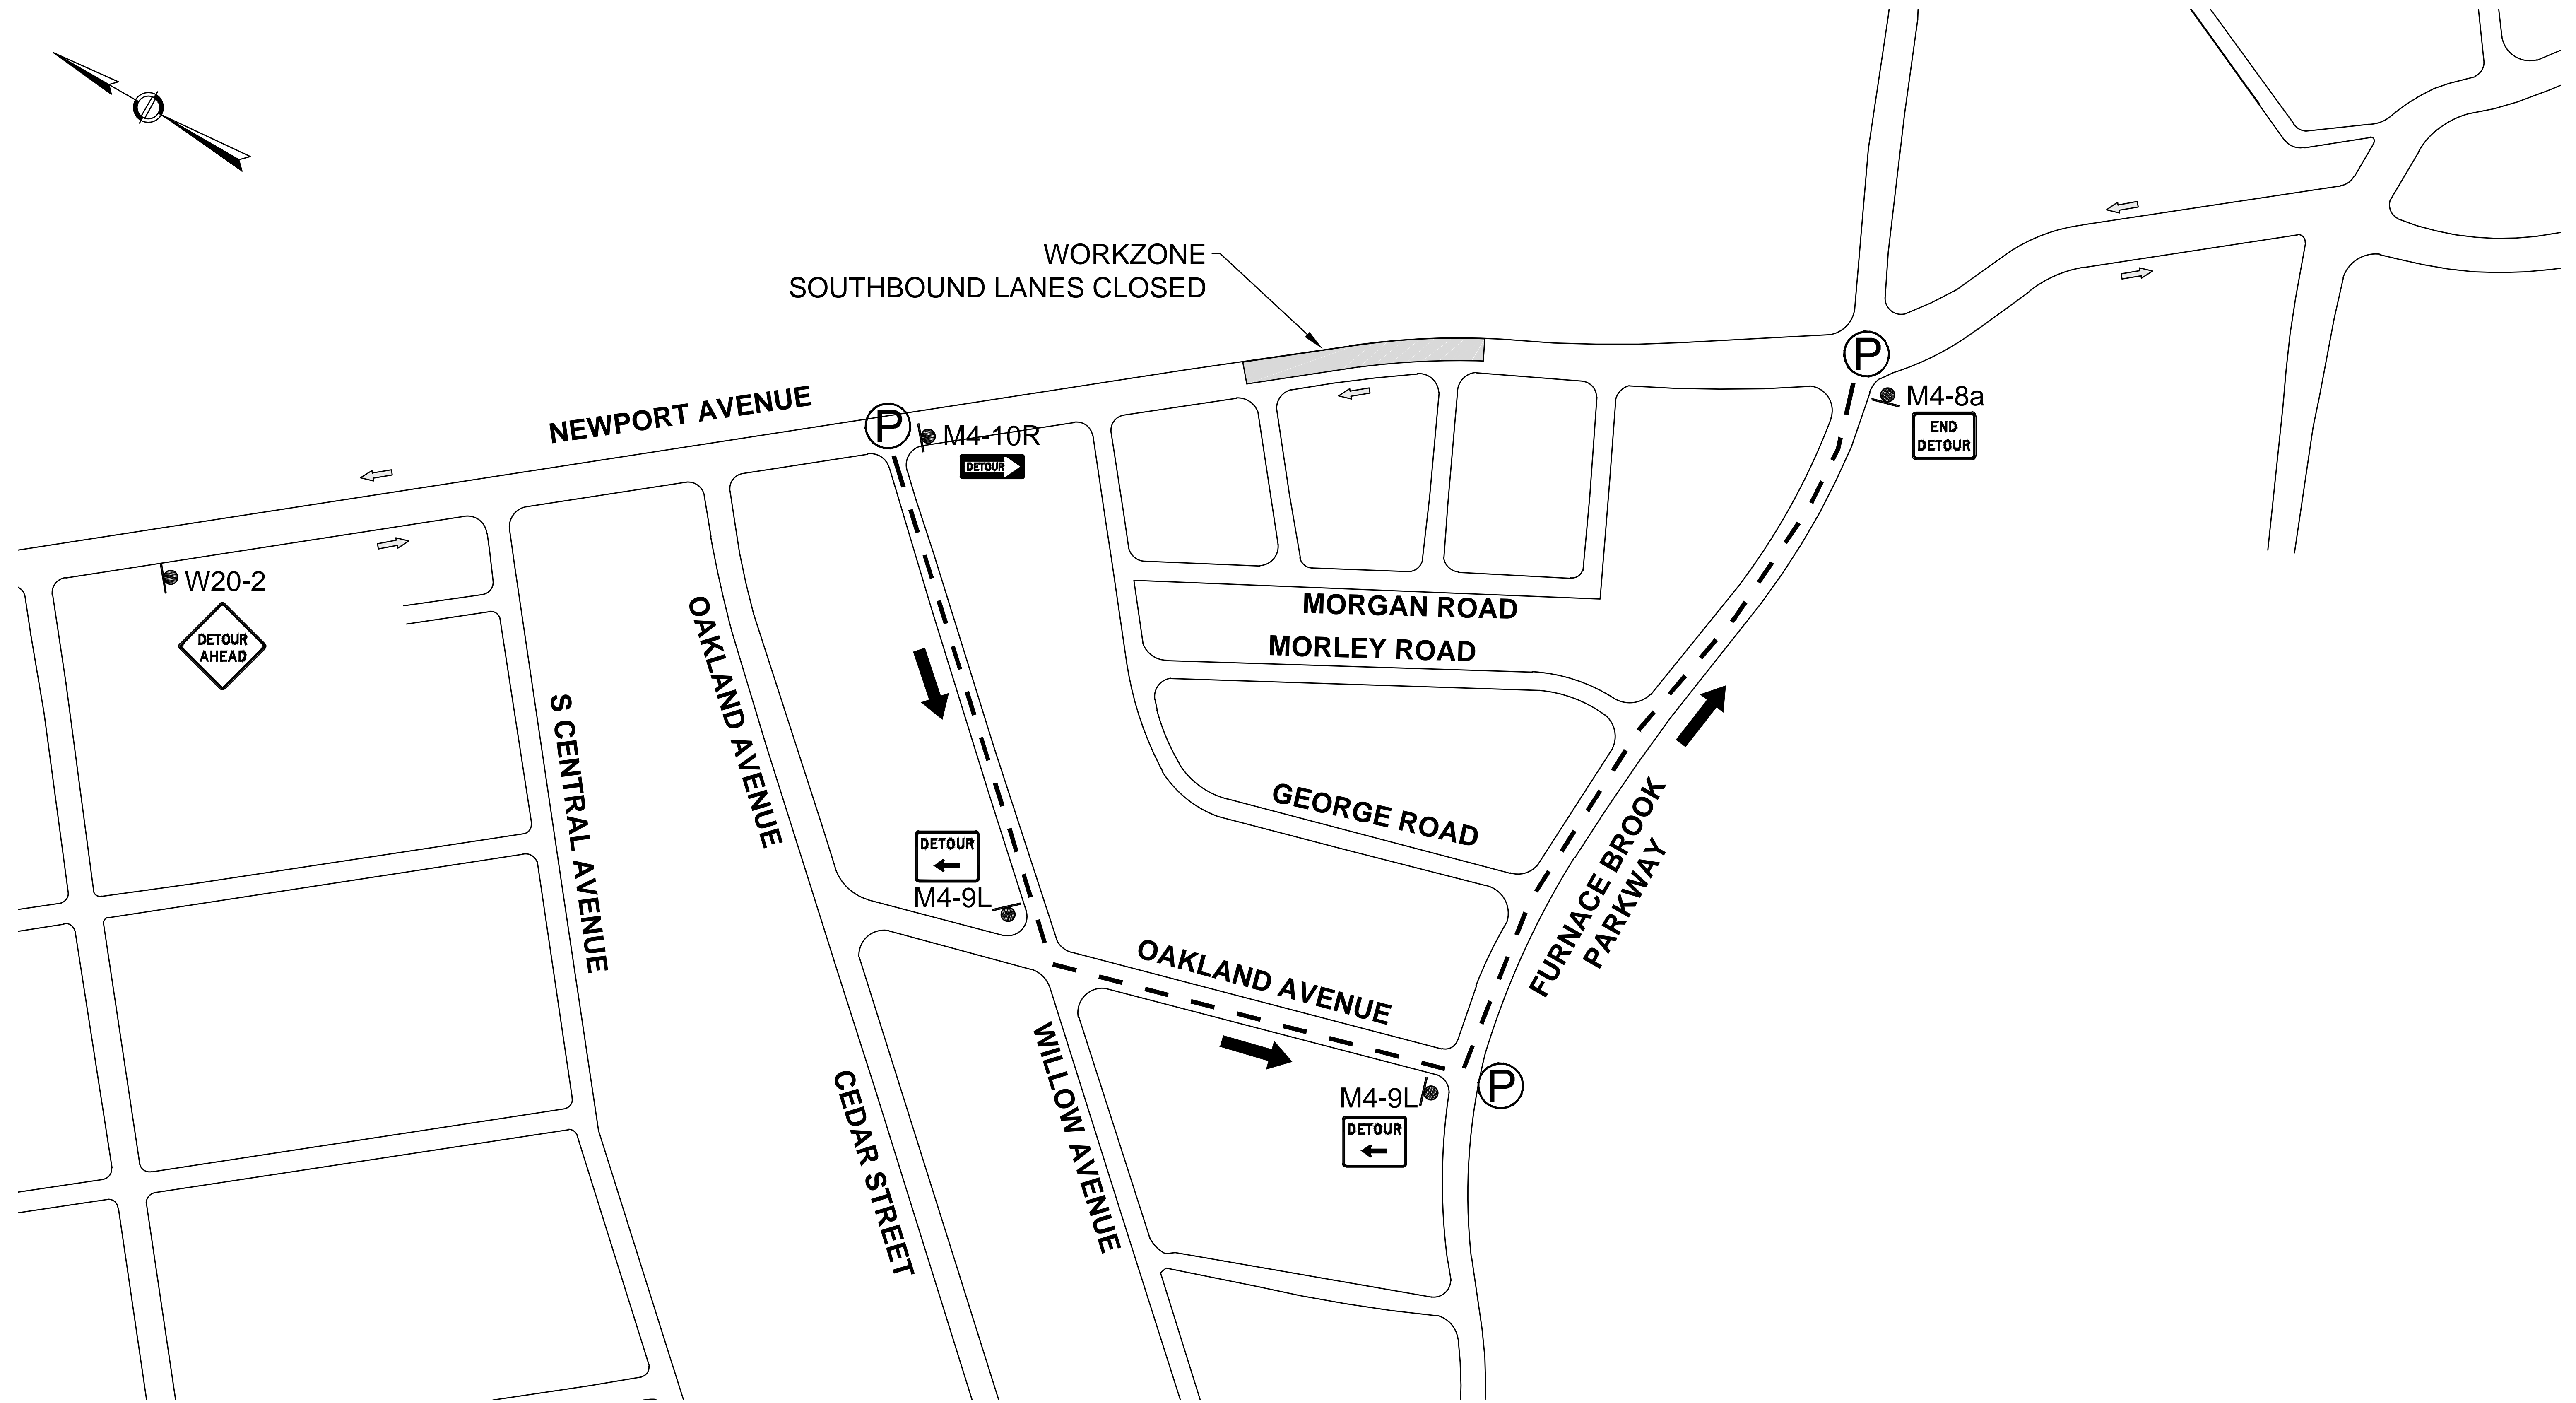 WORKZONE
SOUTHBOUND LANES CLOSED
NEWPORT AVENUE
P
M4-10R
DETOUR
P
M4-8a
END
DETOUR
W20-2
DETOUR
AHEAD
S CENTRAL AVENUE
OAKLAND AVENUE
MORGAN ROAD
MORLEY ROAD
GEORGE ROAD
DETOUR
M4-9L
OAKLAND AVENUE
FURNACE BROOK
PARKWAY
CEDAR STREET
WILLOW AVENUE
M4-9L
DETOUR
P